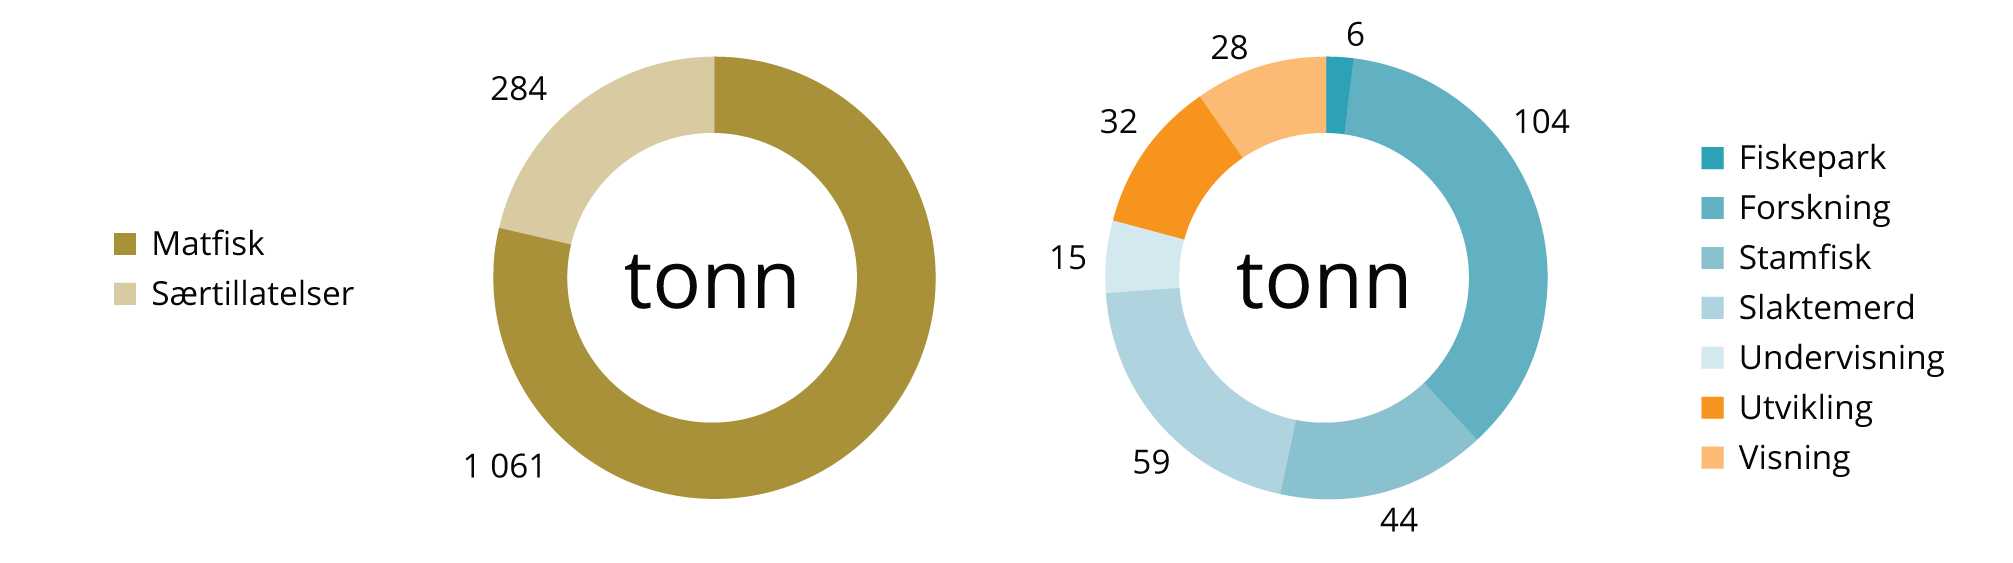 Matfisk
Særtillatelser
284
1 061
tonn
6
104
44
59
15
32
28
tonn
Fiskepark
Forskning
Stamfisk
Slaktemerd
Undervisning
Utvikling
Visning